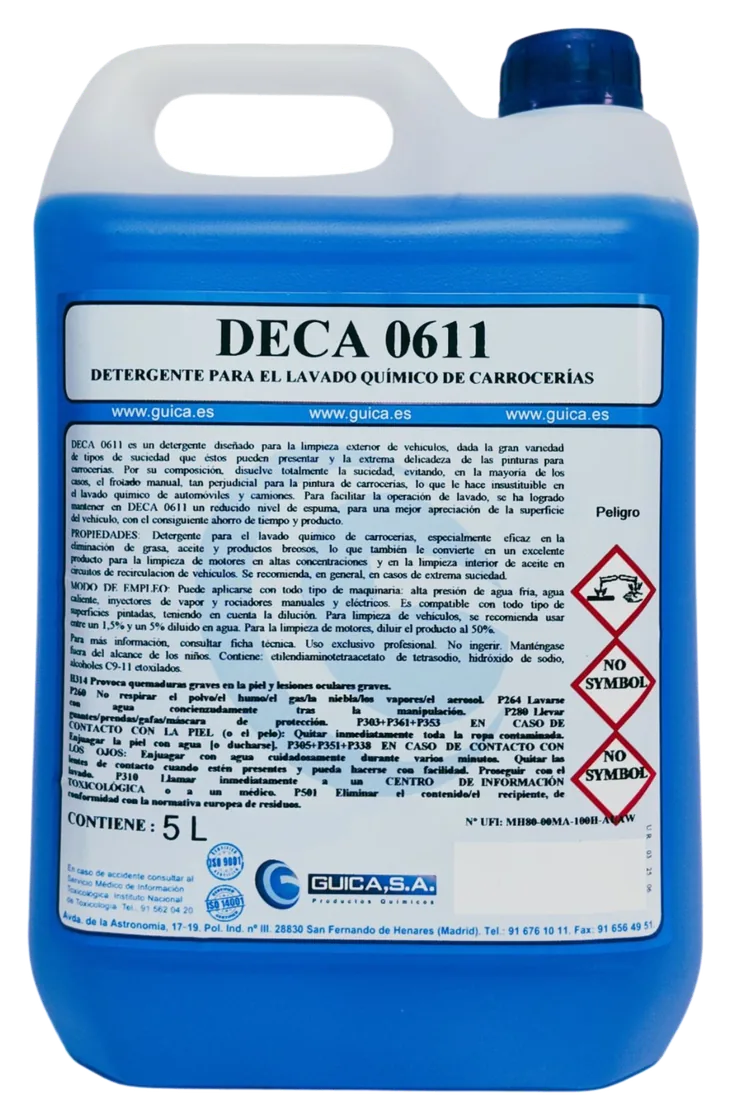 DECA 0611
DETERGENTE PARA EL LAVADO QUÍMICO DE CARROCERÍAS
www.guica.es www.guica.es www.guica.es
DECA 0611 es un detergente diseñado para la limpieza exterior de vehiculos, dada la gran variedad
de tipos de suciedad que éstos pueden presentar y la extrema delicadeza de las pinturas para
carrocerias. Por su composición, disuelve totalmente la suciedad, evitando, en la mayoría de los
casos, el frotado manual, tan perjudicial para la pintura de carrocerias, lo que le hace insustituible en
el lavado quimico de automóviles y camiones. Para facilitar la operación de lavado, se ha logrado
mantener en DECA 0611 un reducido nivel de espuma, para una mejor apreciación de la superficie
del vehículo, con el consiguiente ahorro de tiempo y producto.
PROPIEDADES: Detergente para el lavado quimico de carrocerias, especialmente eficaz en la
eliminación de grasa, aceite y productos breosos, lo que también le convierte en un excelente
producto para la limpieza de motores en altas concentraciones y en la limpieza interior de aceite en
circuitos de recirculacion de vehiculos. Se recomienda, en general, en casos de extrema suciedad.
MODO DE EMPLEO: Puede aplicarse con todo tipo de maquinaria: alta presión de agua fria, agua
caliente, inyectores de vapor y rociadores manuales y eléctricos. Es compatible con todo tipo de
superficies pintadas, teniendo en cuenta la dilución. Para limpieza de vehículos, se recomienda usar
entre un 1,5% y un 5% diluido en agua. Para la limpieza de motores, diluir el producto al 50%.
Para más información, consultar ficha técnica. Uso exclusivo profesional. No ingerir. Manténgase
fuera del alcance de los niños. Contiene: etilendiaminotetraacetato de tetrasodio, hidróxido de sodio,
alcoholes C9-11 etoxilados.
H314 Provoca quemaduras graves en la piel y lesiones oculares graves.
P260 No respirar el polvo/el humo/el gas/la niebla/los vapores/el aerosol. P264 Lavarse
con agua concienzudamente tras la manipulación. P280 Llevar
guantes/prendas/gafas/máscara de protección. P303+P361+P353 EN CASO DE
CONTACTO CON LA PIEL (o el pelo): Quitar inmediatamente toda la ropa contaminada.
Enjuagar la piel con agua [o ducharse]. P305+P351+P338 EN CASO DE CONTACTO CON
LOS OJOS: Enjuagar con agua cuidadosamente durante varios minutos. Quitar las
lentes de contacto cuando estén presentes y pueda hacerse con facilidad. Proseguir con el
lavado. P310 Llamar inmediatamente a un CENTRO DE INFORMACIÓN
TOXICOLÓGICA o a un médico. P501 Eliminar el contenido/el recipiente, de
conformidad con la normativa europea de residuos.
Peligro
NO
SYMBOL
NO
SYMBOL
CONTIENE : 5 L
Nº UFI: MH80-00MA-100H-AUAW
En caso de accidente consultar al
Servicio Médico de Información
Toxicológica. Instituto Nacional
de Toxicología. Tel.: 91 562 04 20
ISO 9001
ISO 14001
GUICA,S.A.
Productos Químicos
Avda. de la Astronomia, 17-19. Pol. Ind. nº III. 28830 San Fernando de Henares (Madrid). Tel.: 91 676 10 11. Fax: 91 656 49 51